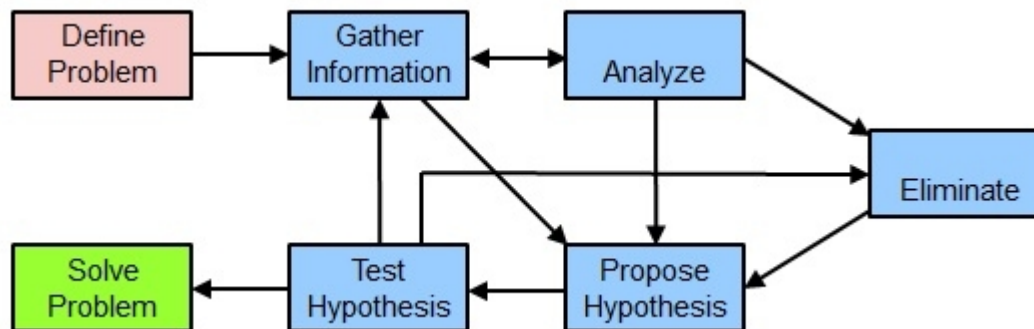 Define
Problem
Gather
Information
Analyze
Eliminate
Solve
Problem
Test
Hypothesis
Propose
Hypothesis